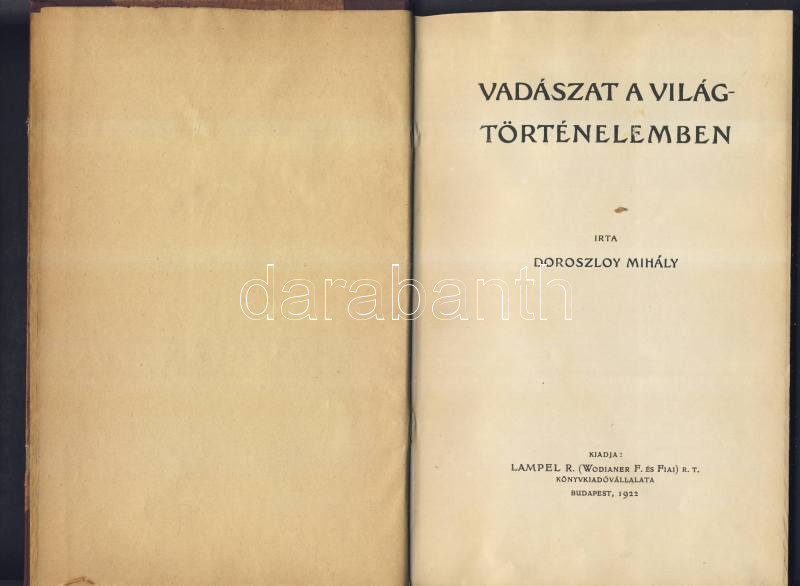 VADÁSZAT A VILÁG-
TÖRTÉNELEMBEN
IRTA
DOROSZLOY MIHÁLY
darabanth
KIADJA:
LAMPEL R. (WODIANER F. ÉS FIAI) R. T.
KÖNYVKIADÓVÁLLALATA
BUDAPEST, 1922